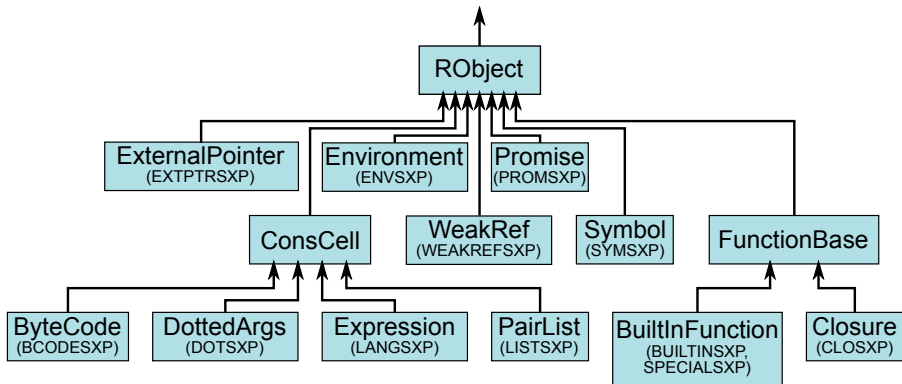 RObject
ExternalPointer
(EXTPTRSXP)
Environment
(ENVSXP)
Promise
(PROMSXP)
ConsCell
WeakRef
(WEAKREFSXP)
Symbol
(SYMSXP)
FunctionBase
ByteCode
(BCODESXP)
DottedArgs
(DOTSXP)
Expression
(LANGSXP)
PairList
(LISTSXP)
BuiltInFunction
(BUILTINSXP,
SPECIALSXP)
Closure
(CLOSXP)